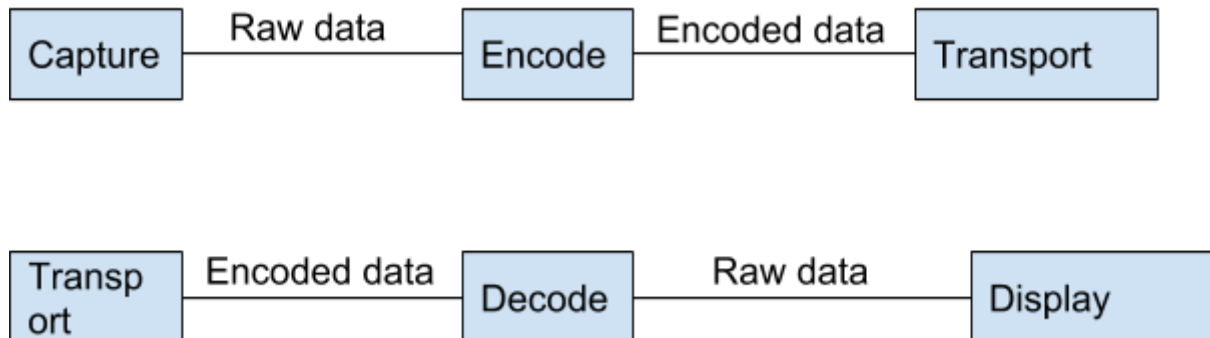 Capture
Raw data
Encode
Encoded data
Transport
Transp
ort
Encoded data
Decode
Raw data
Display